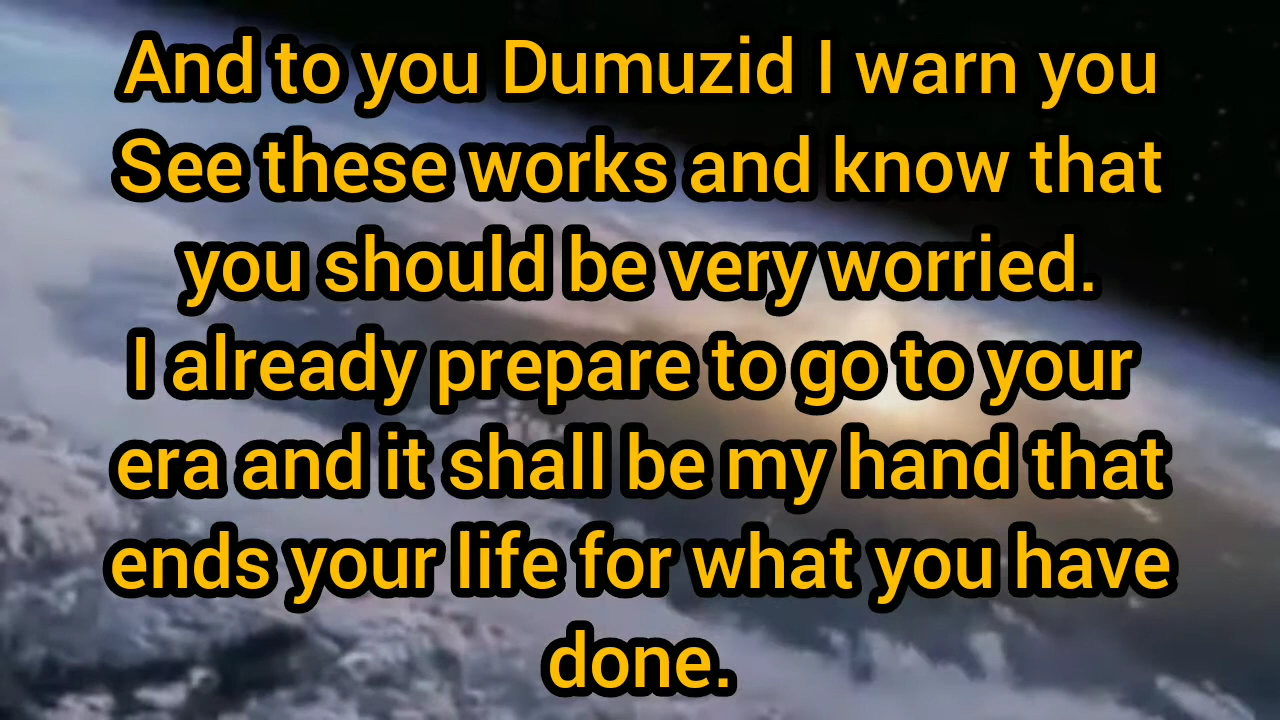 And to you Dumuzid I warn you
See these works and know that
you should be very worried.
I already prepare to go to your
era and it shall be my hand that
ends your life for what you have
done.